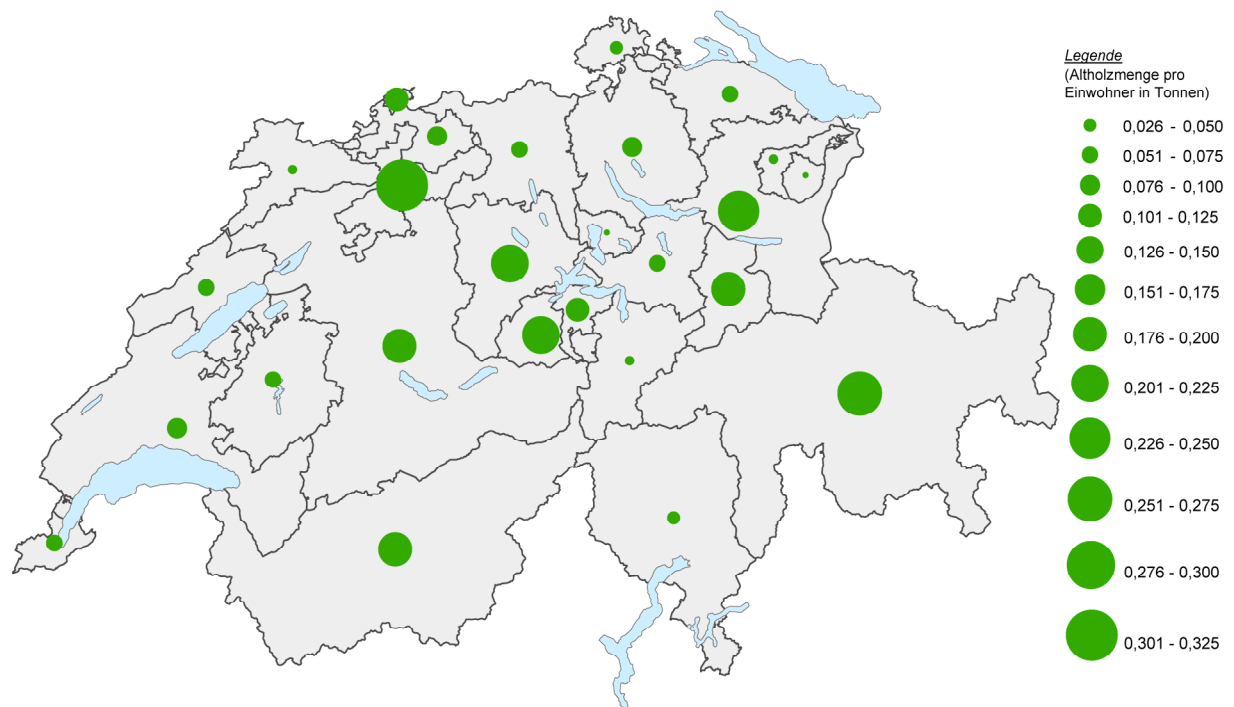 Legende
(Altholzmenge pro
Einwohner in Tonnen)
0,026 - 0,050
0,051 - 0,075
0,076 - 0,100
0,101 - 0,125
0,126 - 0,150
0,151 - 0,175
0,176 - 0,200
0,201 - 0,225
0,226 - 0,250
0,251 - 0,275
0,276 - 0,300
0,301 - 0,325